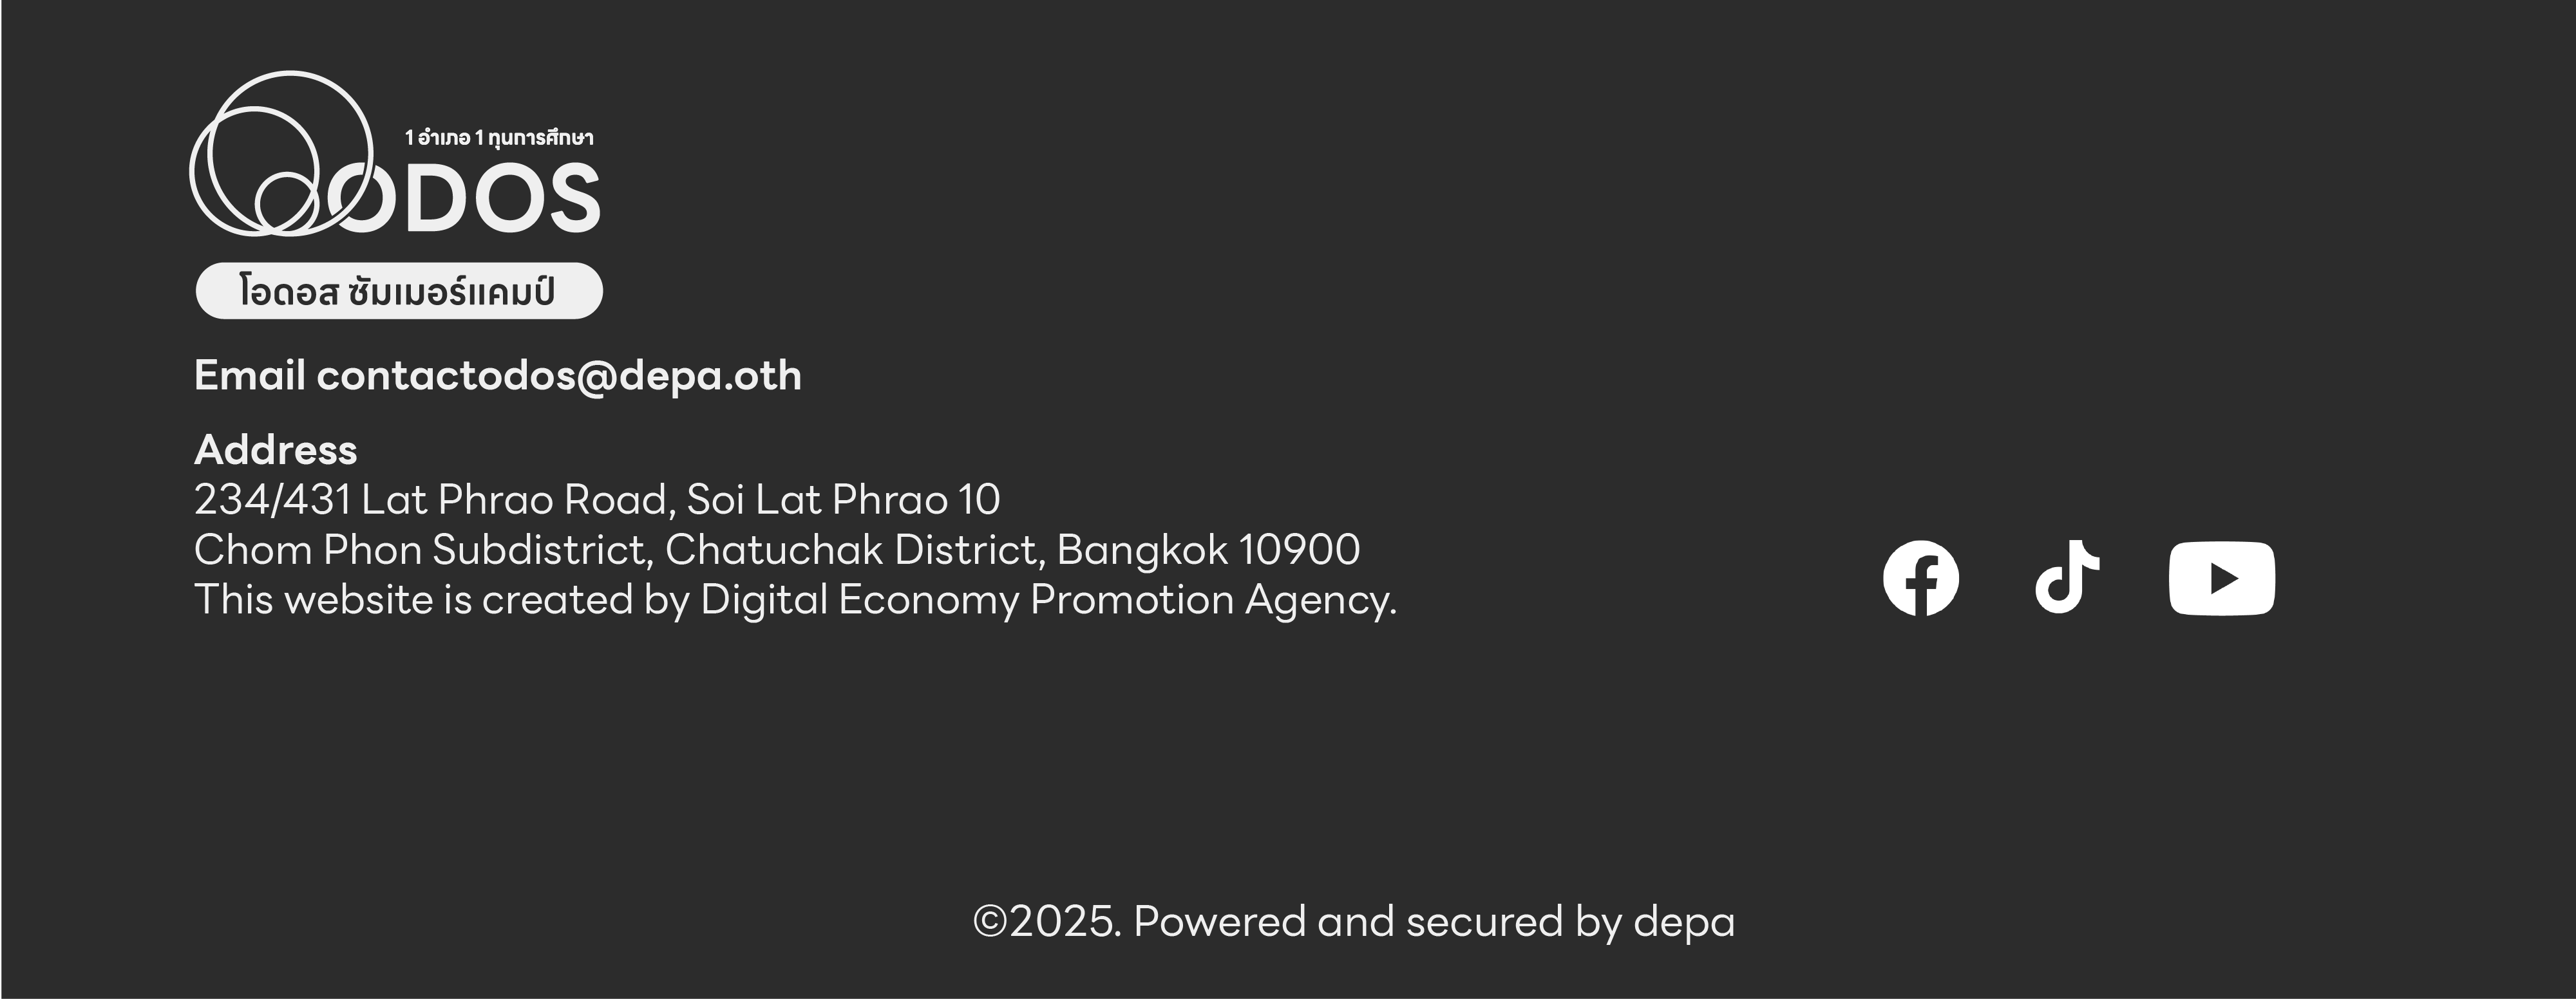 1 อำเภอ 1 ทุนการศึกษา
ODOS
โอดอส ซัมเมอร์แคมป์
Email contactodos@depa.oth
Address
234/431 Lat Phrao Road, Soi Lat Phrao 10
Chom Phon Subdistrict, Chatuchak District, Bangkok 10900
This website is created by Digital Economy Promotion Agency.
©2025. Powered and secured by depa